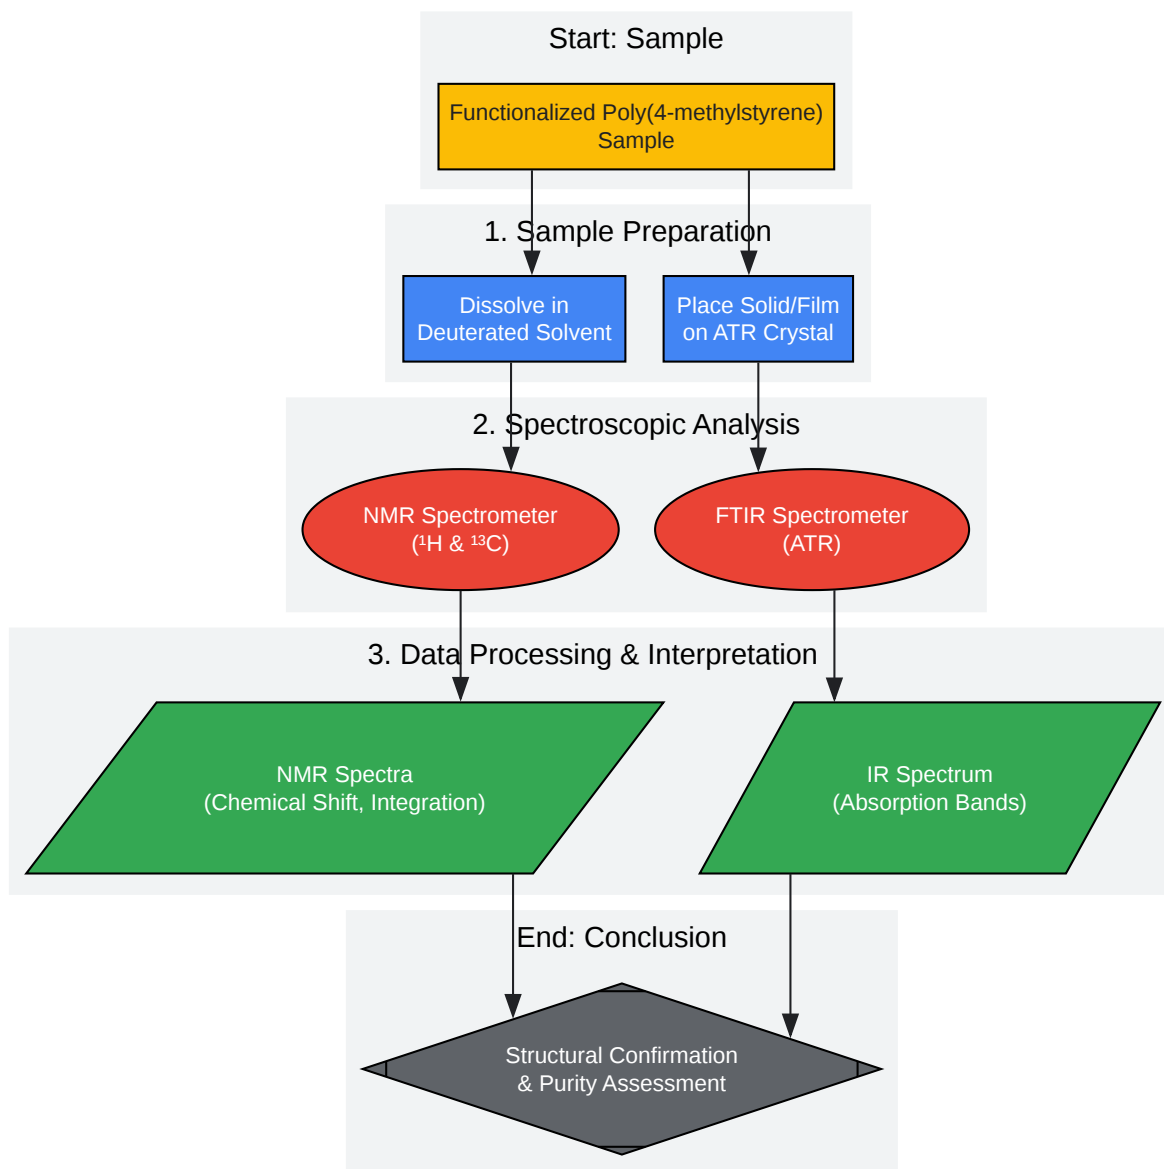 Start: Sample
Functionalized Poly(4-methylstyrene)
Sample
1. Sample Preparation
Dissolve in
Deuterated Solvent
Place Solid/Film
on ATR Crystal
2. Spectroscopic Analysis
NMR Spectrometer
(¹H & ¹³C)
FTIR Spectrometer
(ATR)
3. Data Processing & Interpretation
NMR Spectra
(Chemical Shift, Integration)
IR Spectrum
(Absorption Bands)
End: Conclusion
Structural Confirmation
& Purity Assessment